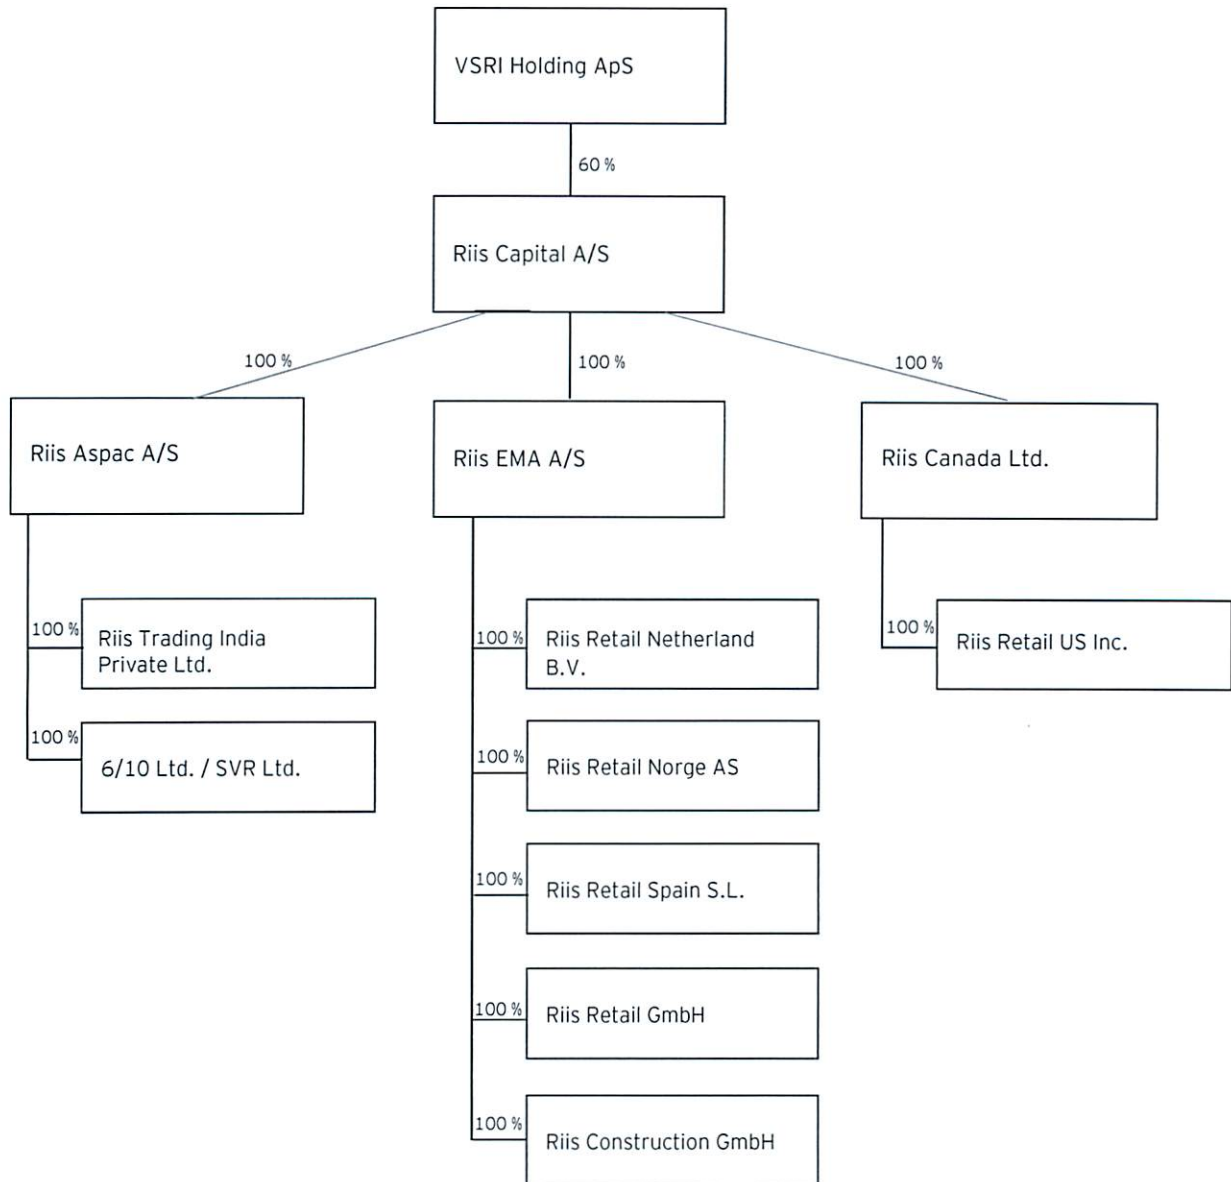 VSRI Holding ApS
60 %
Riis Capital A/S
100 %
100 %
100 %
Riis Aspac A/S
Riis EMA A/S
Riis Canada Ltd.
100 %
Riis Trading India
Private Ltd.
100 %
Riis Retail Netherland
B.V.
100 %
Riis Retail US Inc.
100 %
6/10 Ltd. / SVR Ltd.
100 %
Riis Retail Norge AS
100 %
Riis Retail Spain S.L.
100 %
Riis Retail GmbH
100 %
Riis Construction GmbH